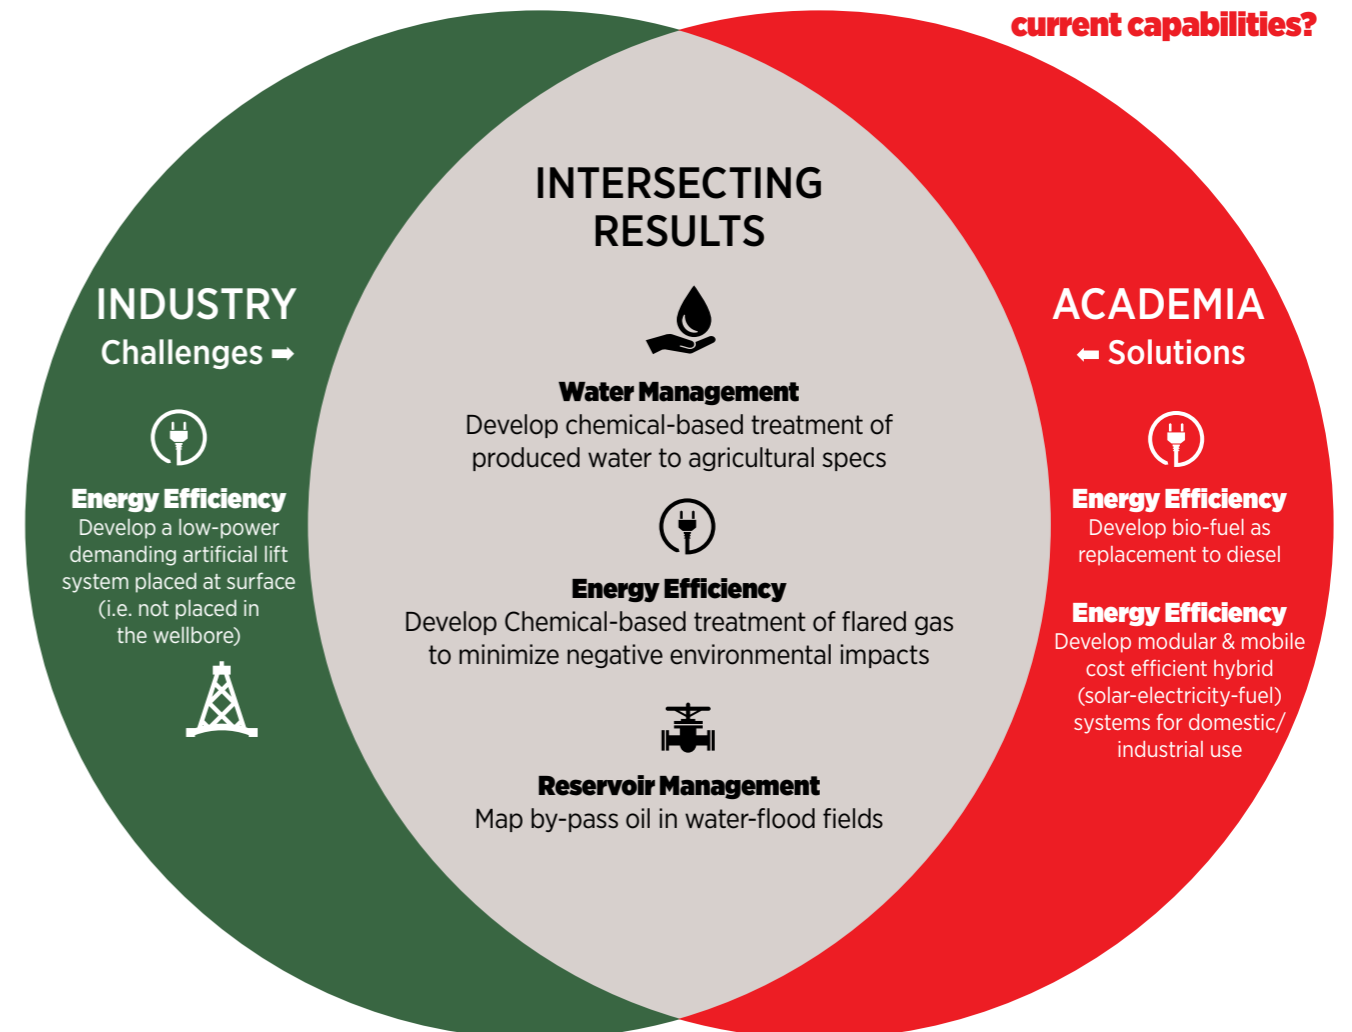 current capabilities?
INTERSECTING
RESULTS
INDUSTRY
Challenges ➡
Energy Efficiency
Develop a low-power
demanding artificial lift
system placed at surface
(i.e. not placed in
the wellbore)
Water Management
Develop chemical-based treatment of
produced water to agricultural specs
Energy Efficiency
Develop Chemical-based treatment of flared gas
to minimize negative environmental impacts
Reservoir Management
Map by-pass oil in water-flood fields
ACADEMIA
⬅ Solutions
Energy Efficiency
Develop bio-fuel as
replacement to diesel
Energy Efficiency
Develop modular & mobile
cost efficient hybrid
(solar-electricity-fuel)
systems for domestic/
industrial use